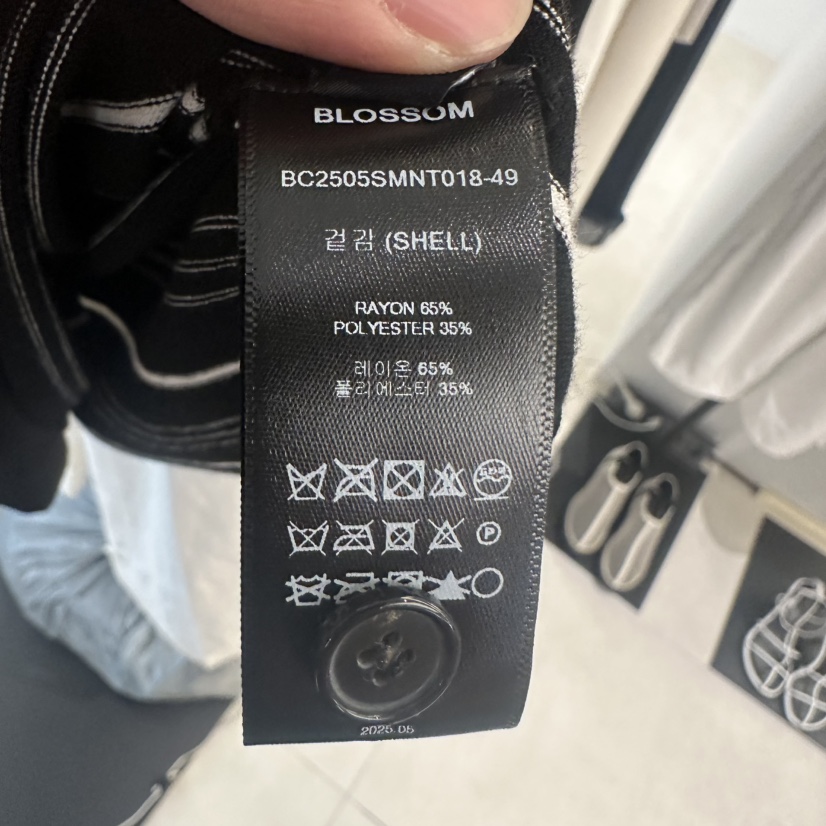 BLOSSOM
BC2505SMNT018-49
겉감 (SHELL)
RAYON 65%
POLYESTER 35%
레이온 65%
폴리에스터 35%
P
2025.05